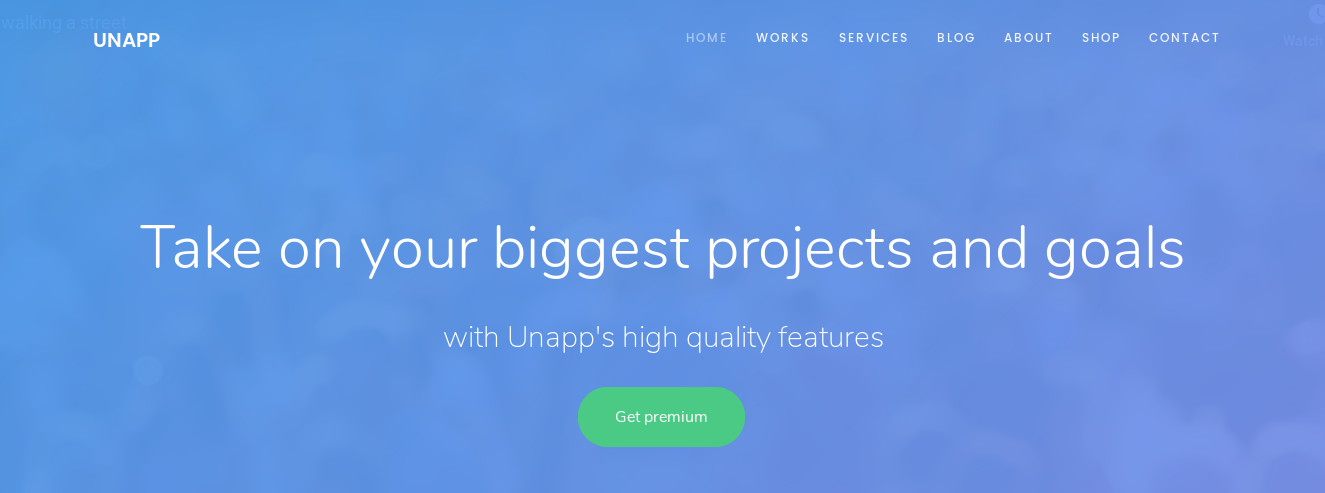 walking a street
Watch
UNAPP
HOME WORKS SERVICES BLOG ABOUT SHOP CONTACT
Take on your biggest projects and goals
with Unapp's high quality features
Get premium